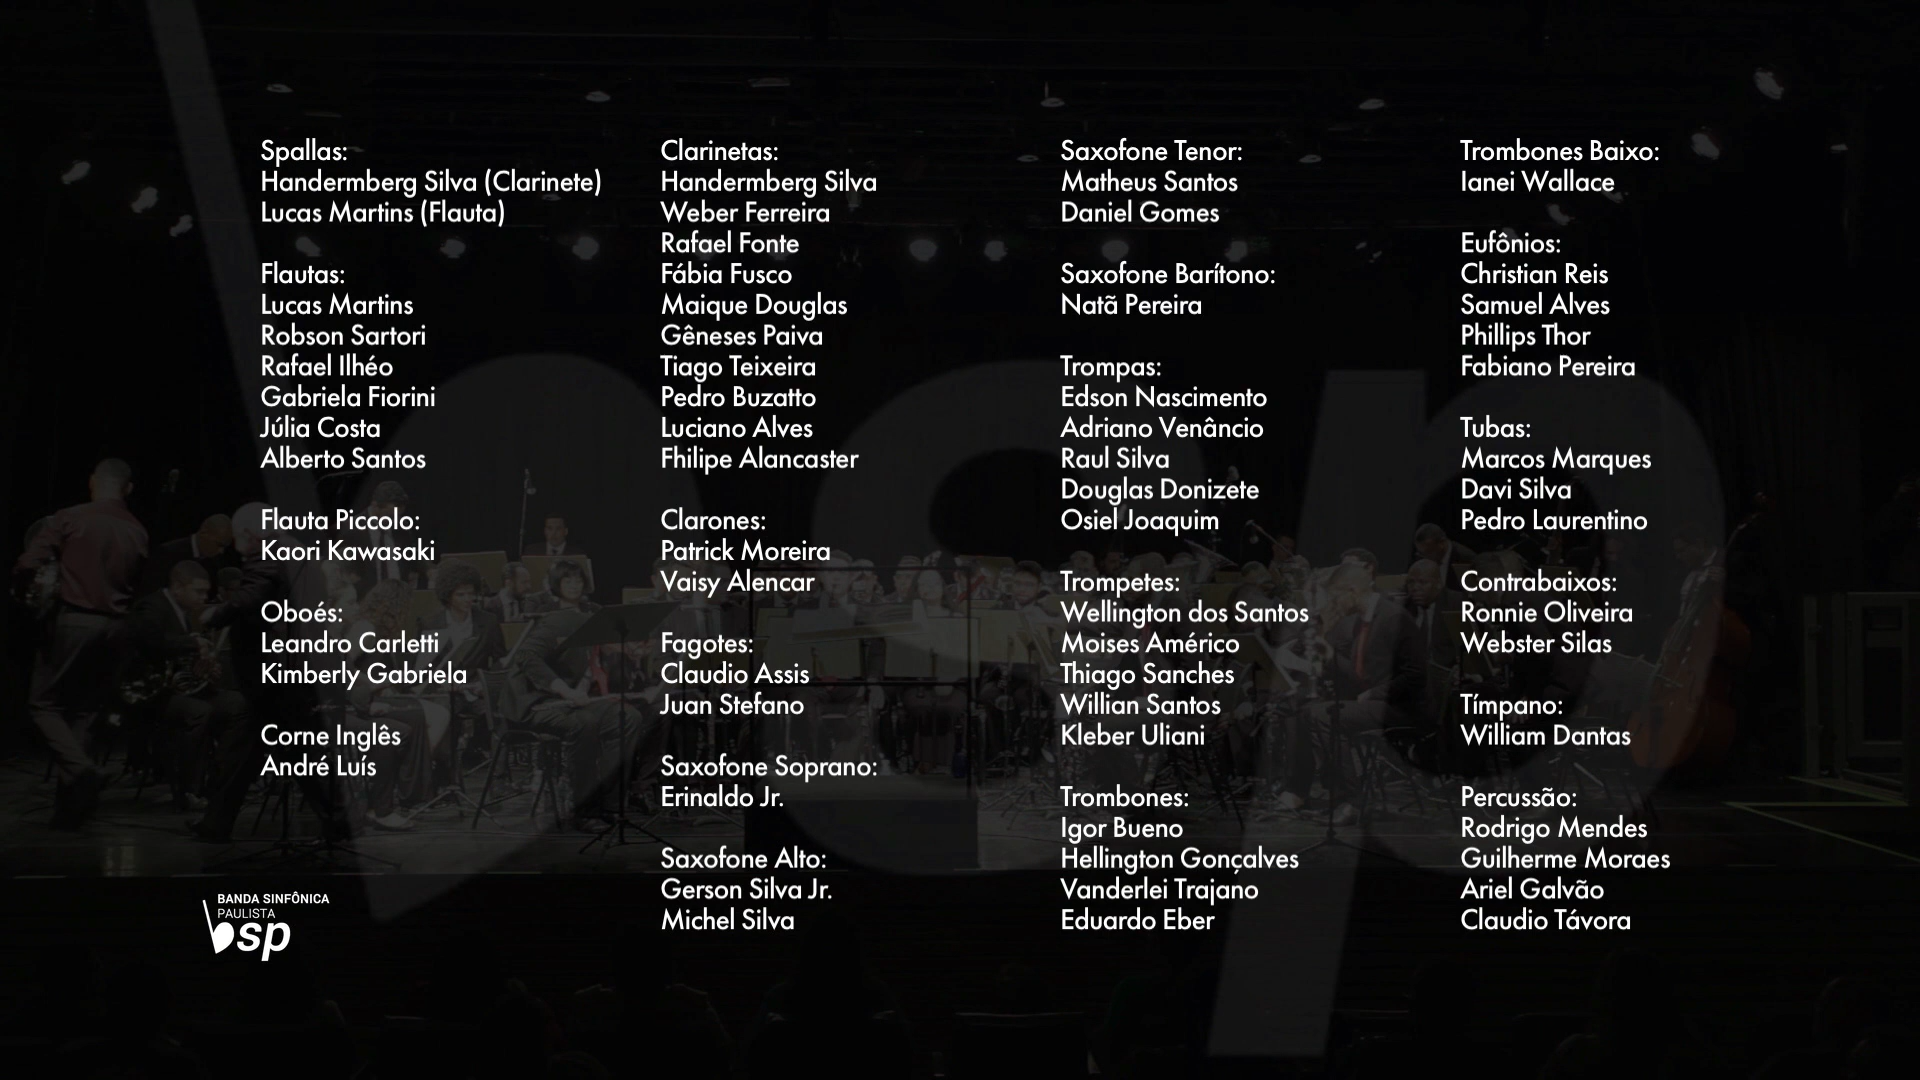 Spallas:
Handermberg Silva (Clarinete)
Lucas Martins (Flauta)
Flautas:
Lucas Martins
Robson Sartori
Rafael Ilhéo
Gabriela Fiorini
Júlia Costa
Alberto Santos
Flauta Piccolo:
Kaori Kawasaki
Oboés:
Leandro Carletti
Kimberly Gabriela
Corne Inglês
André Luís
Clarinetas:
Handermberg Silva
Weber Ferreira
Rafael Fonte
Fábia Fusco
Maique Douglas
Gêneses Paiva
Tiago Teixeira
Pedro Buzatto
Luciano Alves
Fhilipe Alancaster
Clarones:
Patrick Moreira
Vaisy Alencar
Fagotes:
Claudio Assis
Juan Stefano
Saxofone Soprano:
Erinaldo Jr.
Saxofone Alto:
Gerson Silva Jr.
Michel Silva
Saxofone Tenor:
Matheus Santos
Daniel Gomes
Saxofone Barítono:
Natã Pereira
Trompas:
Edson Nascimento
Adriano Venâncio
Raul Silva
Douglas Donizete
Osiel Joaquim
Trompetes:
Wellington dos Santos
Moises Américo
Thiago Sanches
Willian Santos
Kleber Uliani
Trombones:
Igor Bueno
Hellington Gonçalves
Vanderlei Trajano
Eduardo Eber
Trombones Baixo:
Ianei Wallace
Eufônios:
Christian Reis
Samuel Alves
Phillips Thor
Fabiano Pereira
Tubas:
Marcos Marques
Davi Silva
Pedro Laurentino
Contrabaixos:
Ronnie Oliveira
Webster Silas
Tímpano:
William Dantas
Percussão:
Rodrigo Mendes
Guilherme Moraes
Ariel Galvão
Claudio Távora
BANDA SINFÔNICA
PAULISTA
bsp
bsp